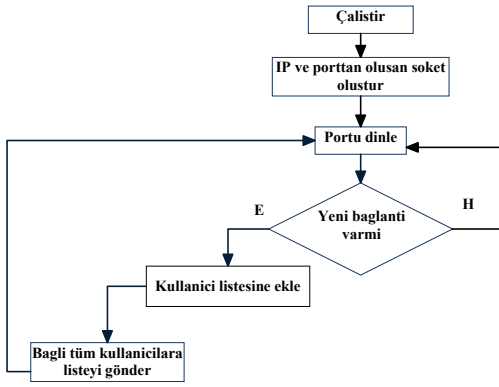 Çalistir
IP ve porttan olusan soket
olustur
Portu dinle
E
Yeni baglanti
varmi
H
Kullanici listesine ekle
Bagli tüm kullanicilara
listeyi gönder